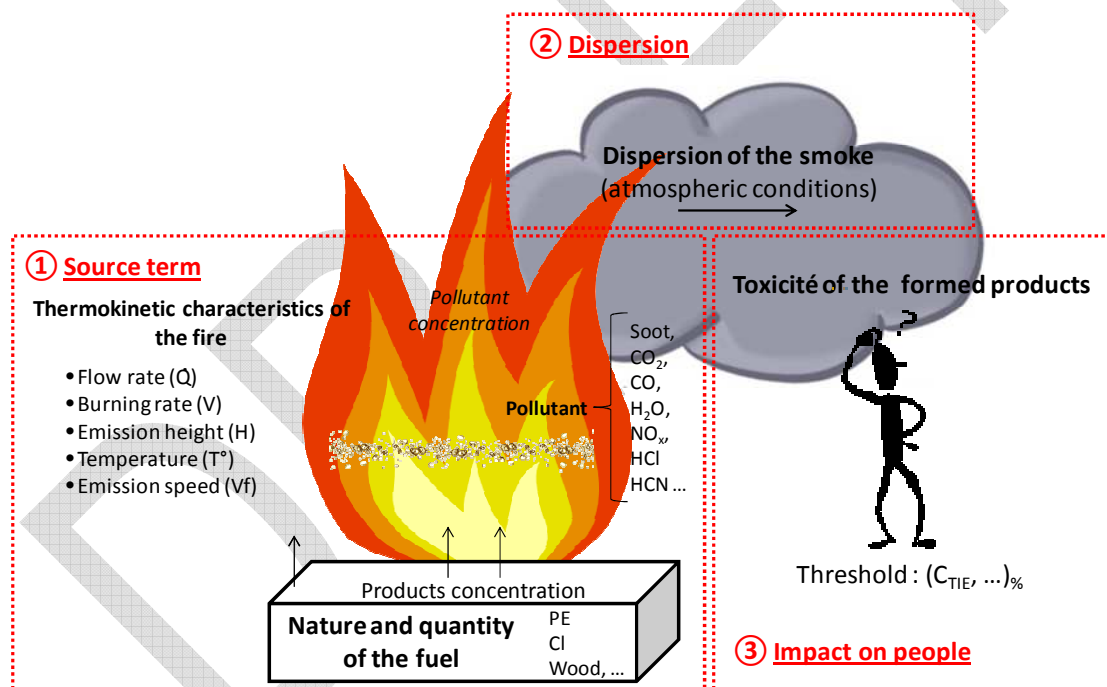 ② Dispersion
Dispersion of the smoke
(atmospheric conditions)
① Source term
Thermokinetic characteristics of
the fire
• Flow rate (Q)
• Burning rate (V)
• Emission height (H)
• Temperature (T°)
• Emission speed (Vf)
Pollutant
concentration
Pollutant
Soot,
CO₂,
CO,
H₂O,
NOₓ,
HCl
HCN ...
Products concentration
Nature and quantity
of the fuel
PE
Cl
Wood, ...
Toxicité of the formed products
?
Threshold : (C_TIE, ...)%
③ Impact on people